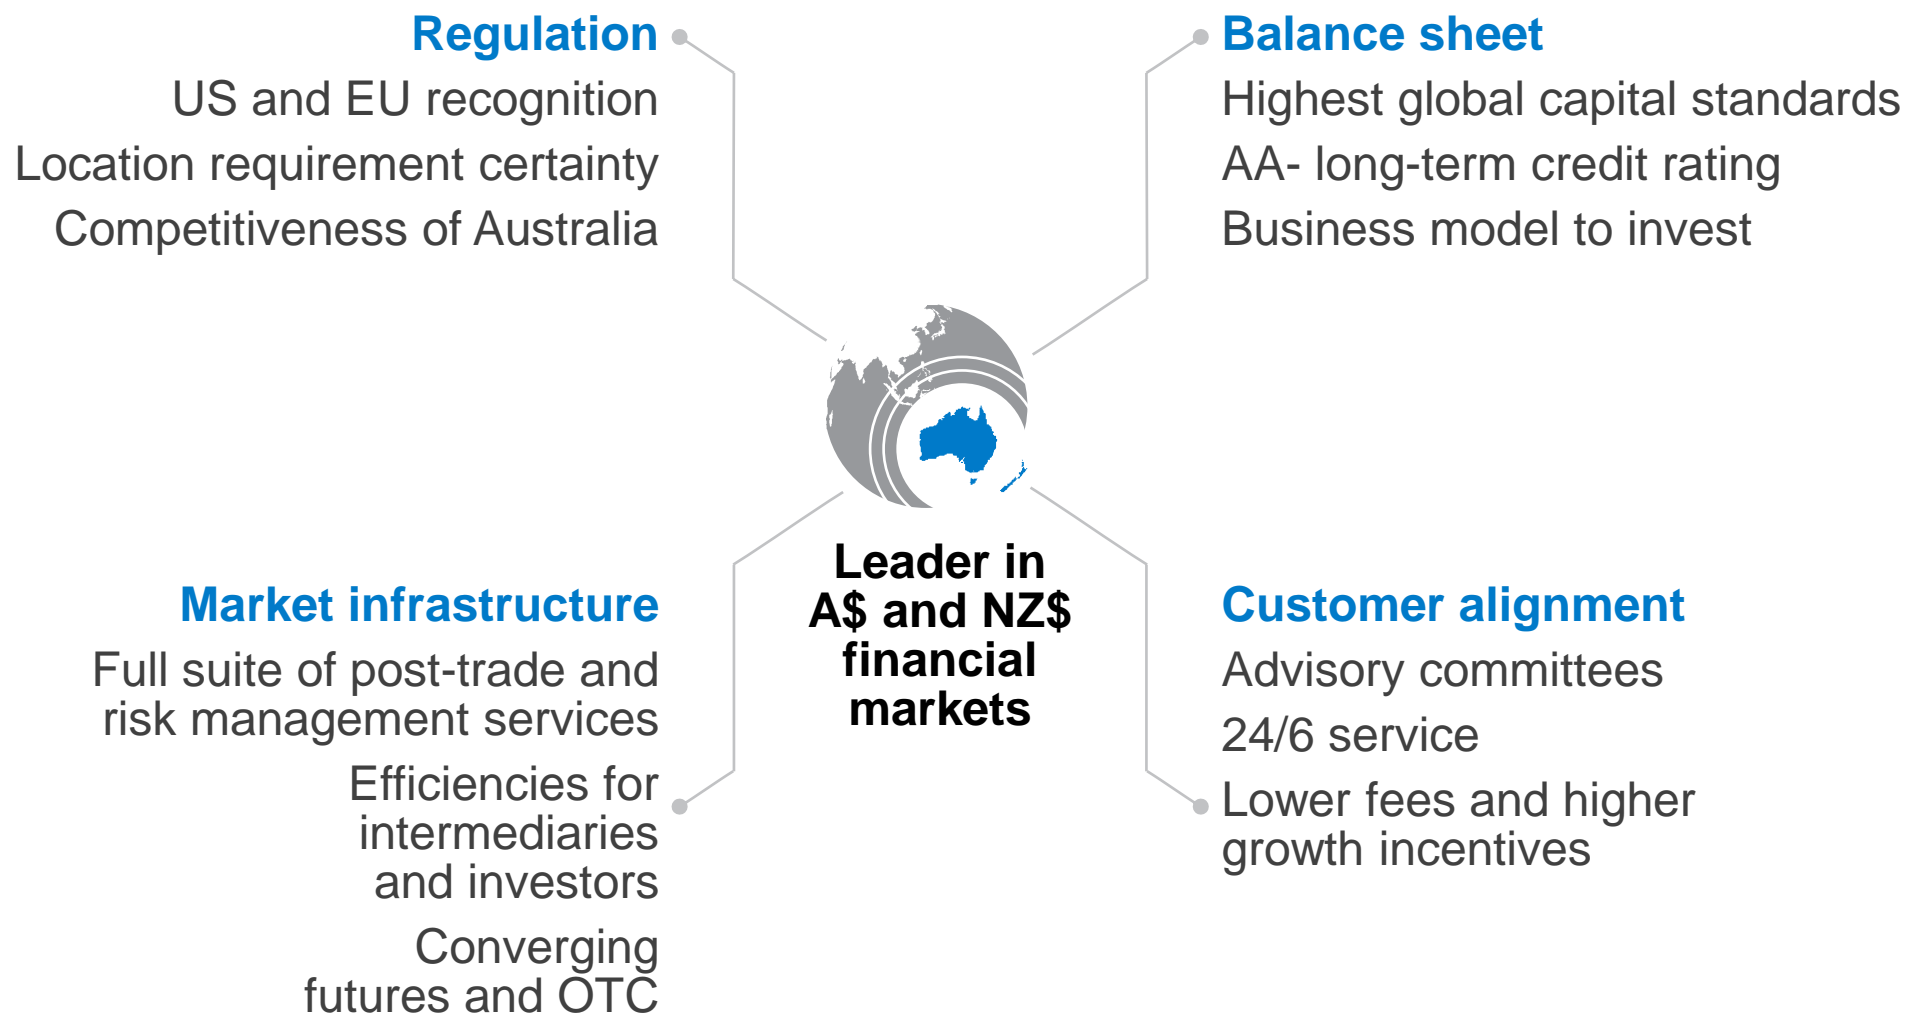 Regulation
US and EU recognition
Location requirement certainty
Competitiveness of Australia
Balance sheet
Highest global capital standards
AA- long-term credit rating
Business model to invest
Leader in
A$ and NZ$
financial
markets
Market infrastructure
Full suite of post-trade and
risk management services
Efficiencies for
intermediaries
and investors
Converging
futures and OTC
Customer alignment
Advisory committees
24/6 service
Lower fees and higher
growth incentives